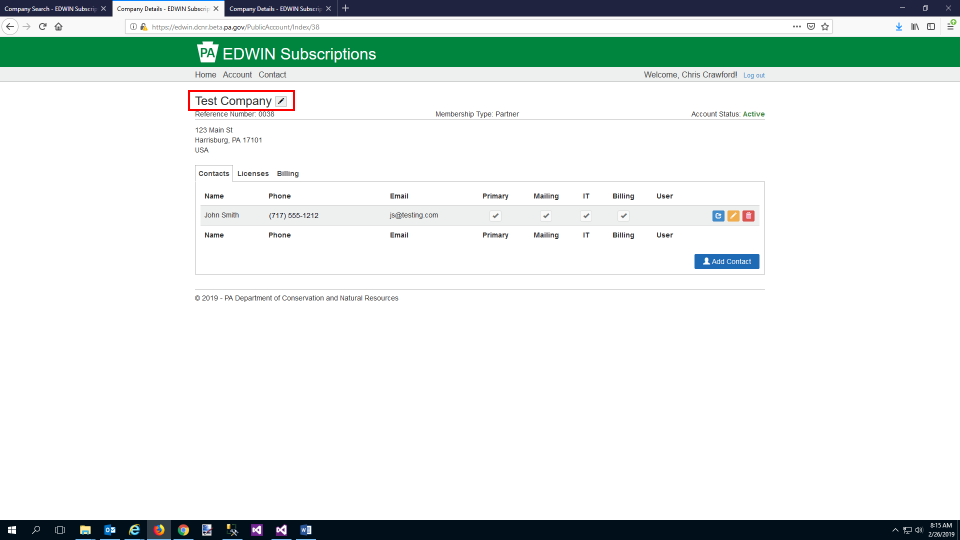 Company Search - EDWIN Subscrip
Company Details - EDWIN Subscrip
Company Details - EDWIN Subscrip
https://edwin.dcnr.beta.pa.gov/PublicAccount/Index/38
PA EDWIN Subscriptions
Home Account Contact Welcome, Chris Crawford! Log out
Test Company
Reference Number: 0038 Membership Type: Partner Account Status: Active
123 Main St
Harrisburg, PA 17101
USA
Contacts Licenses Billing
Name Phone Email Primary Mailing IT Billing User
John Smith (717) 555-1212 js@testing.com
Name Phone Email Primary Mailing IT Billing User
Add Contact
© 2019 - PA Department of Conservation and Natural Resources
8:15 AM
2/26/2019